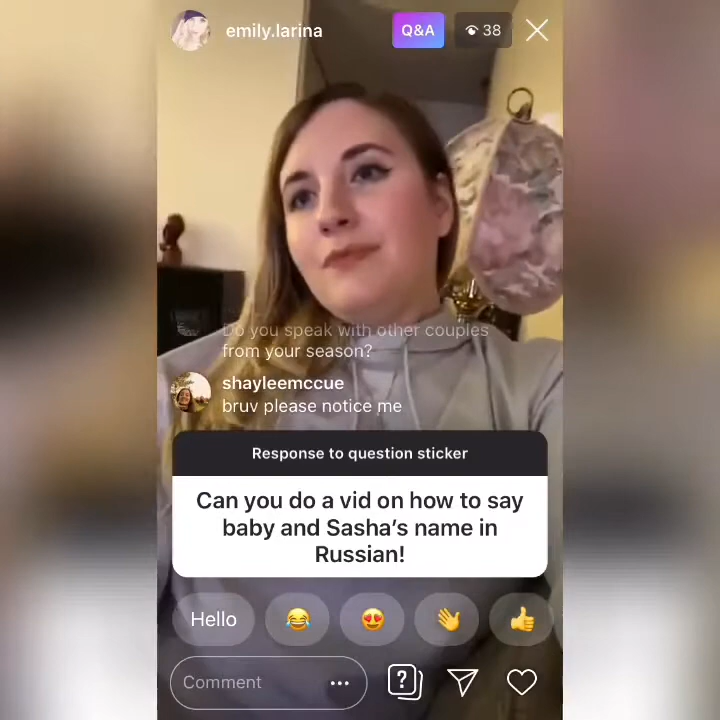 emily.larina
Q&A
38
Do you speak with other couples
from your season?
shayleemccue
bruv please notice me
Response to question sticker
Can you do a vid on how to say
baby and Sasha's name in
Russian!
Hello
Comment